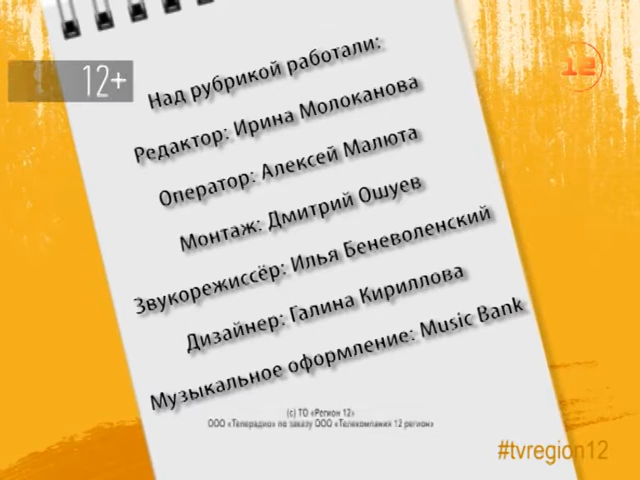 12+
12
Над рубрикой работали:
Редактор: Ирина Молоканова
Оператор: Алексей Малюта
Монтаж: Дмитрий Ошуев
Звукорежиссёр: Илья Беневоленский
Дизайнер: Галина Кириллова
Музыкальное оформление: Music Bank
(c) ТО «Регион 12»
ООО «Телерадио» по заказу ООО «Телекомпания 12 регион»
#tvregion12